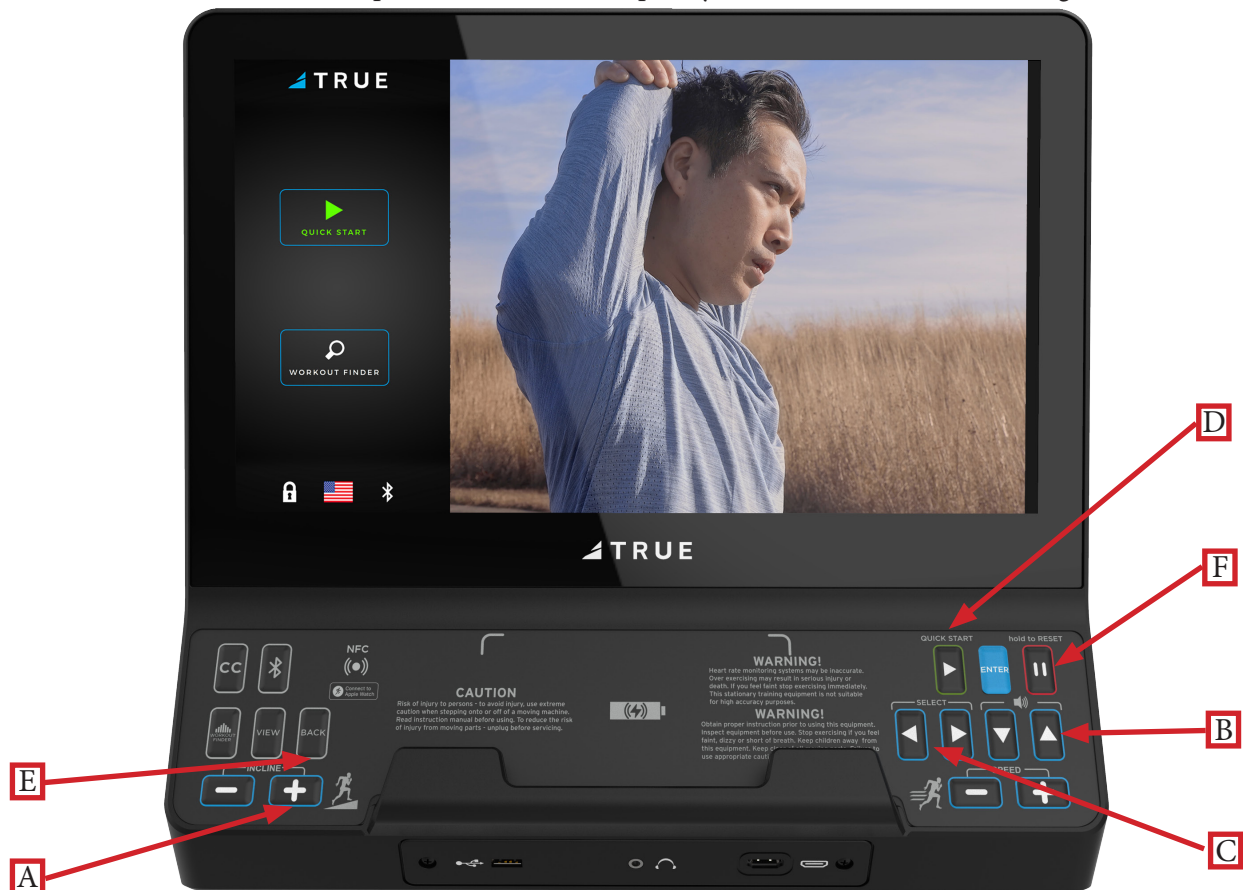 TRUE
QUICK START
WORKOUT FINDER
TRUE
D
F
QUICK START
hold to RESET
CC
NFC
ENTER
WARNING!
Heart rate monitoring systems may be inaccurate.
Over exercising may result in serious injury or
death. if you feel faint stop exercising immediately.
This stationary training equipment is not suitable
for high accuracy purposes.
Connect to
Apple Watch
CAUTION
Risk of injury to persons - to avoid injury, use extreme
caution when stepping onto or off of a moving machine.
Read instruction manual before using. To reduce the risk
of injury from moving parts - unplug before servicing.
SELECT
WARNING!
Obtain proper instruction prior to using this equipment.
Inspect equipment before use. Stop exercising if you feel
faint, dizzy or short of breath. Keep children away from
this equipment. Keep
use appropriate
WORKOUT
FINDER
VIEW
BACK
B
E
INCLINE
SPEED
C
A